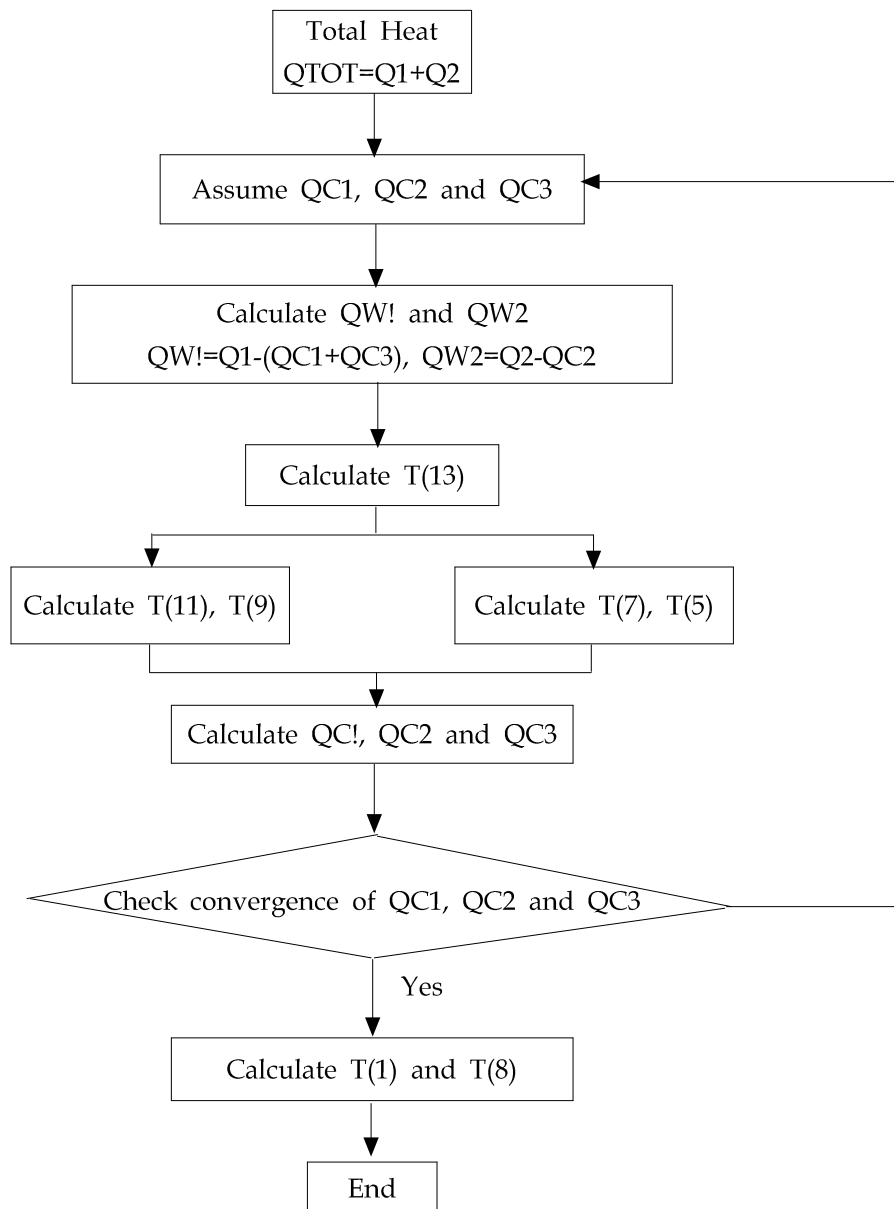 Total Heat
QTOT=Q1+Q2
Assume QC1, QC2 and QC3
Calculate QW! and QW2
QW!=Q1-(QC1+QC3), QW2=Q2-QC2
Calculate T(13)
Calculate T(11), T(9)
Calculate T(7), T(5)
Calculate QC!, QC2 and QC3
Check convergence of QC1, QC2 and QC3
Yes
Calculate T(1) and T(8)
End